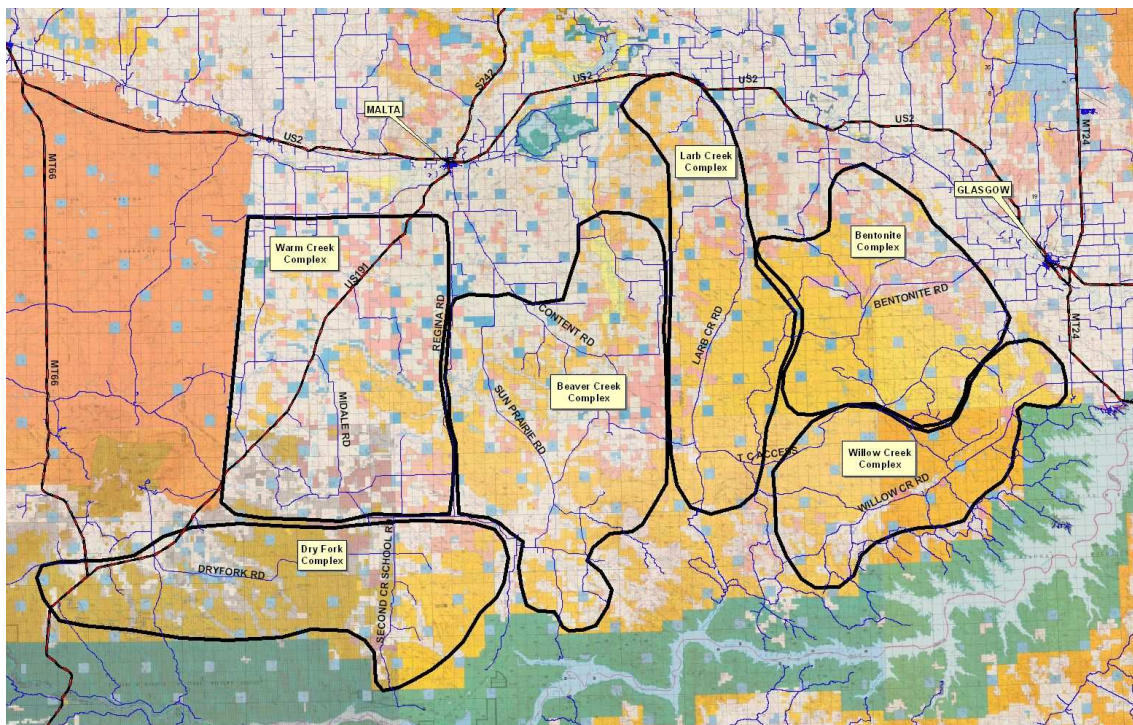 S242
US2
US2
MALTA
US2
US2
MT24
Larb Creek
Complex
GLASGOW
Warm Creek
Complex
Bentonite
Complex
US191
MT66
REGINA RD
BENTONITE RD
CONTENT RD
LARB CR RD
MT24
MT66
MIDALE RD
Beaver Creek
Complex
SUN PRAIRIE RD
T C ACCESS
Willow Creek
Complex
WILLOW CR RD
Dry Fork
Complex
DRYFORK RD
SECOND CR SCHOOL R